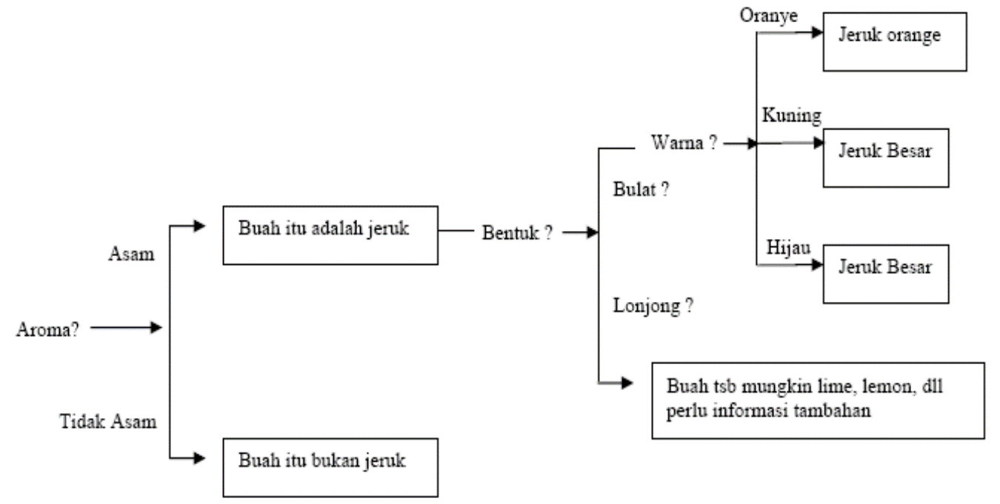 Oranye
Jeruk orange
Kuning
Warna ?
Jeruk Besar
Bulat ?
Buah itu adalah jeruk
Bentuk ?
Asam
Hijau
Jeruk Besar
Lonjong ?
Aroma?
Buah tsb mungkin lime, lemon, dll
perlu informasi tambahan
Tidak Asam
Buah itu bukan jeruk